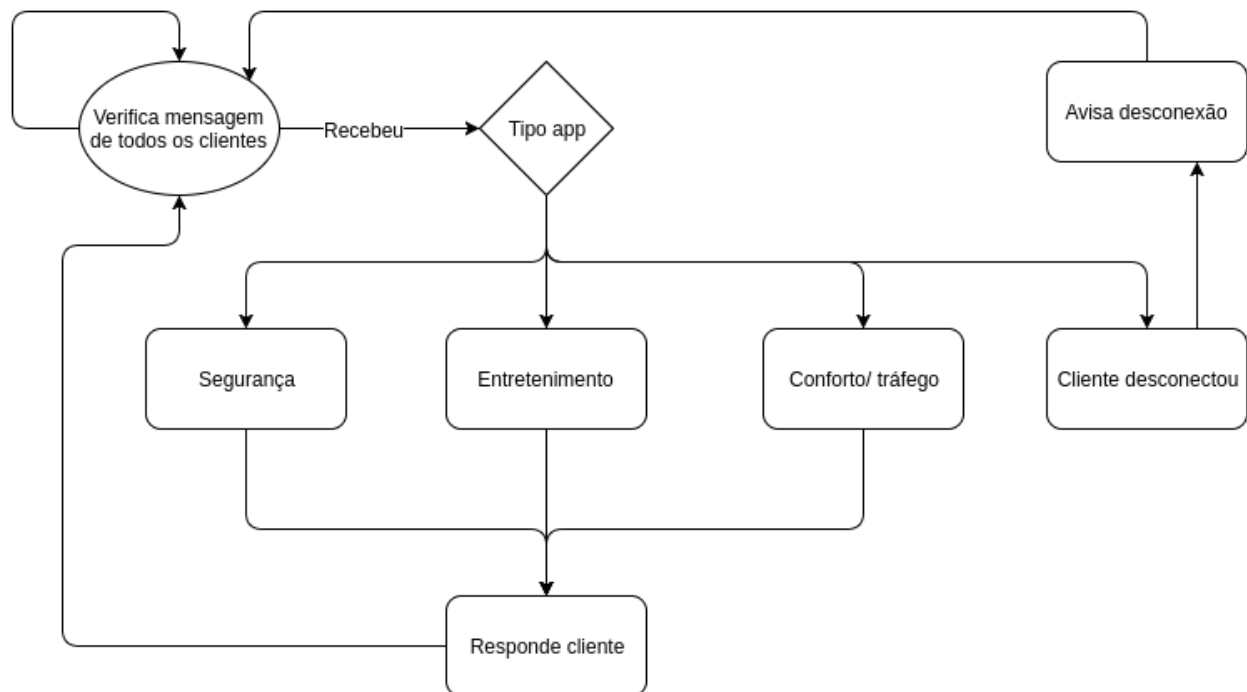 Verifica mensagem
de todos os clientes
Recebeu
Tipo app
Avisa desconexão
Segurança
Entretenimento
Conforto/ tráfego
Cliente desconectou
Responde cliente